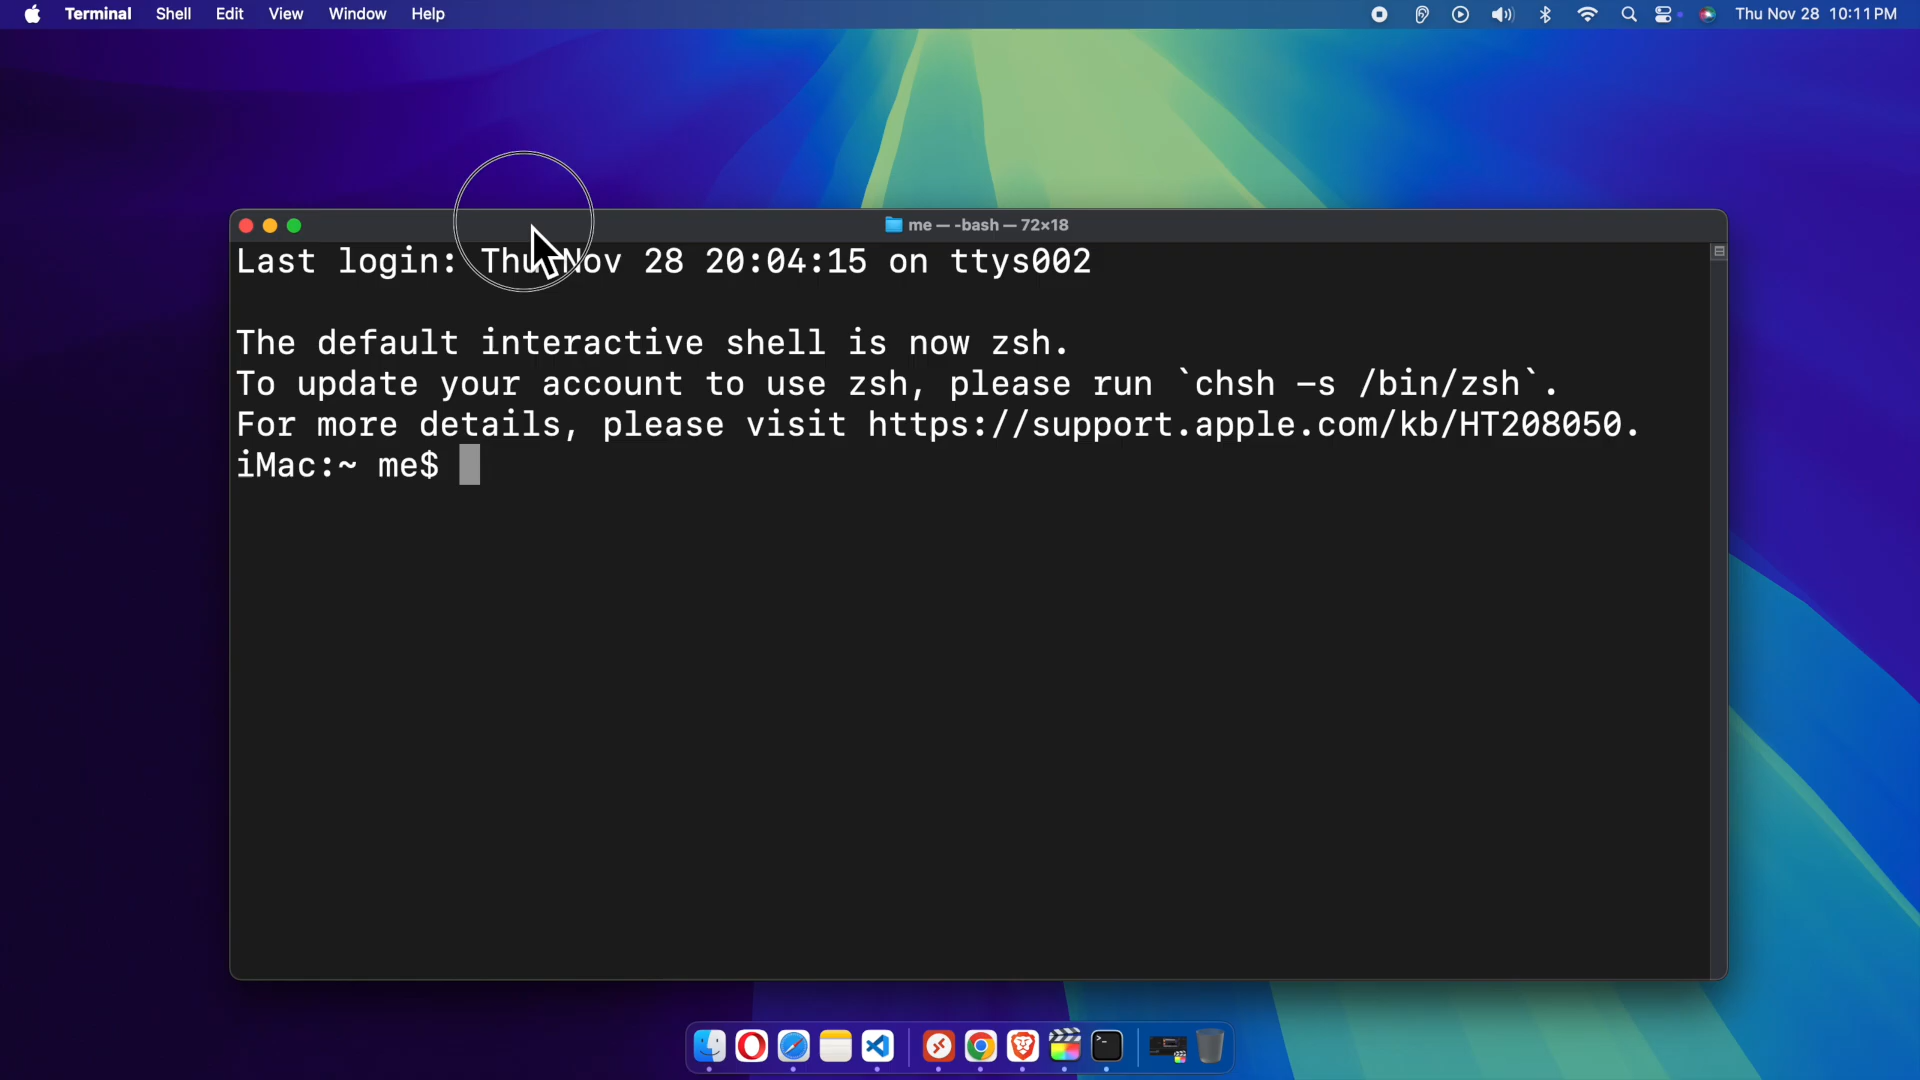 Terminal Shell Edit View Window Help Thu Nov 28 10:11 PM
me — -bash — 72×18
Last login: Thu Nov 28 20:04:15 on ttys002
The default interactive shell is now zsh.
To update your account to use zsh, please run `chsh -s /bin/zsh`.
For more details, please visit https://support.apple.com/kb/HT208050.
iMac:~ me$